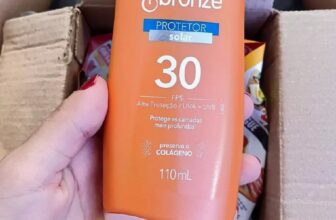 bronze
PROTETOR
solar
30
FPS
Alta Proteção UVA + UVB
Protege as camadas
mais profundas
preserva o
COLÁGENO
110mL